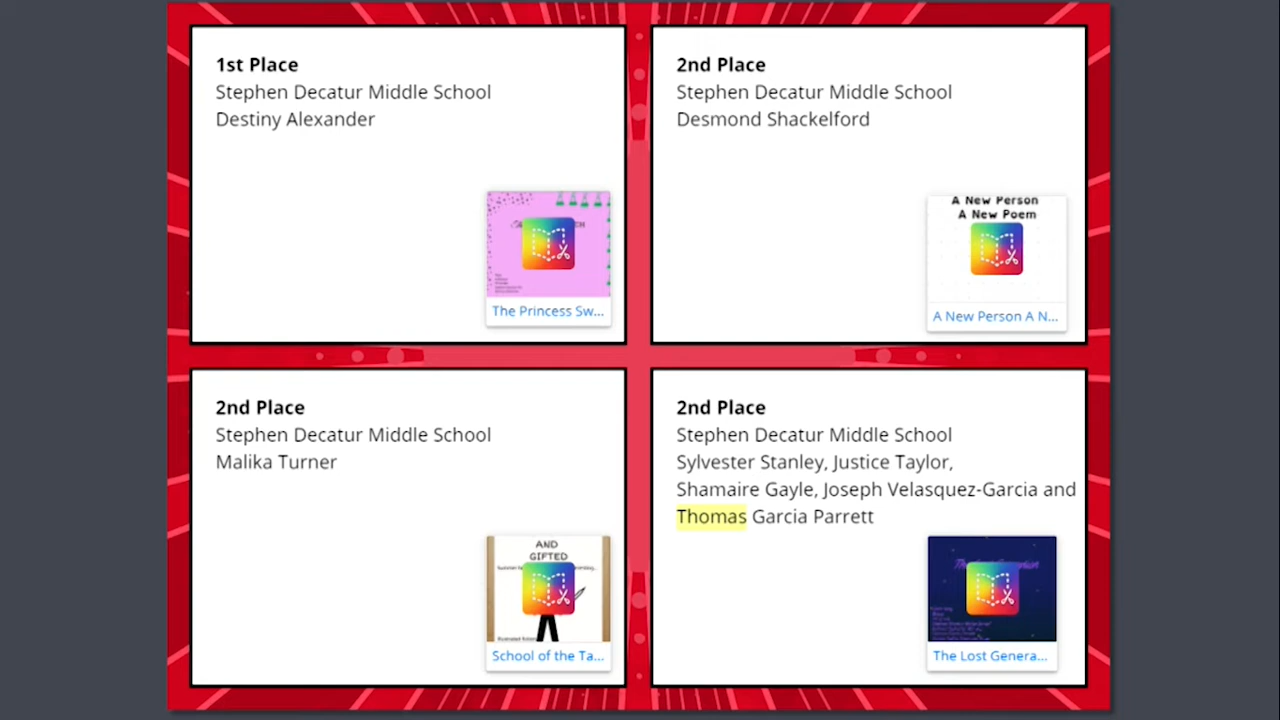 1st Place
Stephen Decatur Middle School
Destiny Alexander
The Princess Sw...
2nd Place
Stephen Decatur Middle School
Desmond Shackelford
A New Person
A New Poem
A New Person A N...
2nd Place
Stephen Decatur Middle School
Malika Turner
AND
GIFTED
School of the Ta...
2nd Place
Stephen Decatur Middle School
Sylvester Stanley, Justice Taylor,
Shamaire Gayle, Joseph Velasquez-Garcia and
Thomas Garcia Parrett
The Lost Genera...